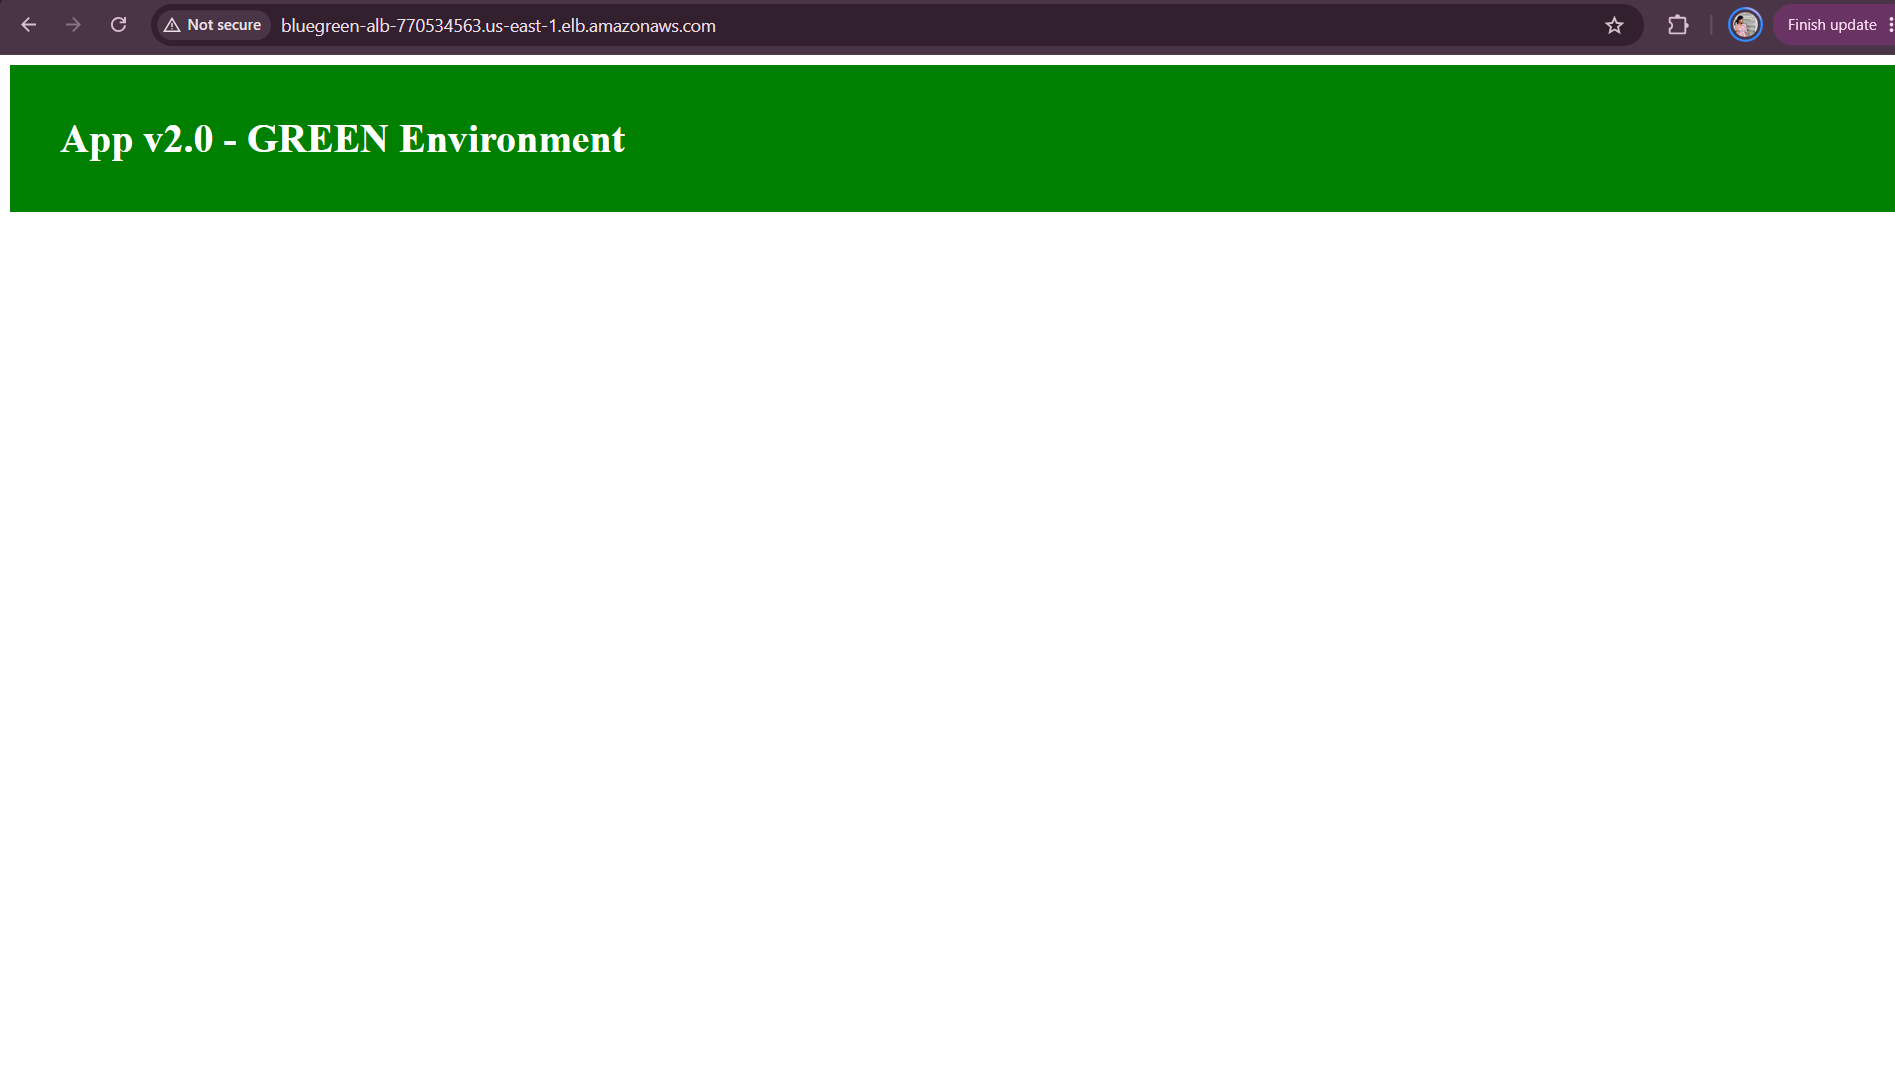 Not secure
bluegreen-alb-770534563.us-east-1.elb.amazonaws.com
Finish update
App v2.0 - GREEN Environment